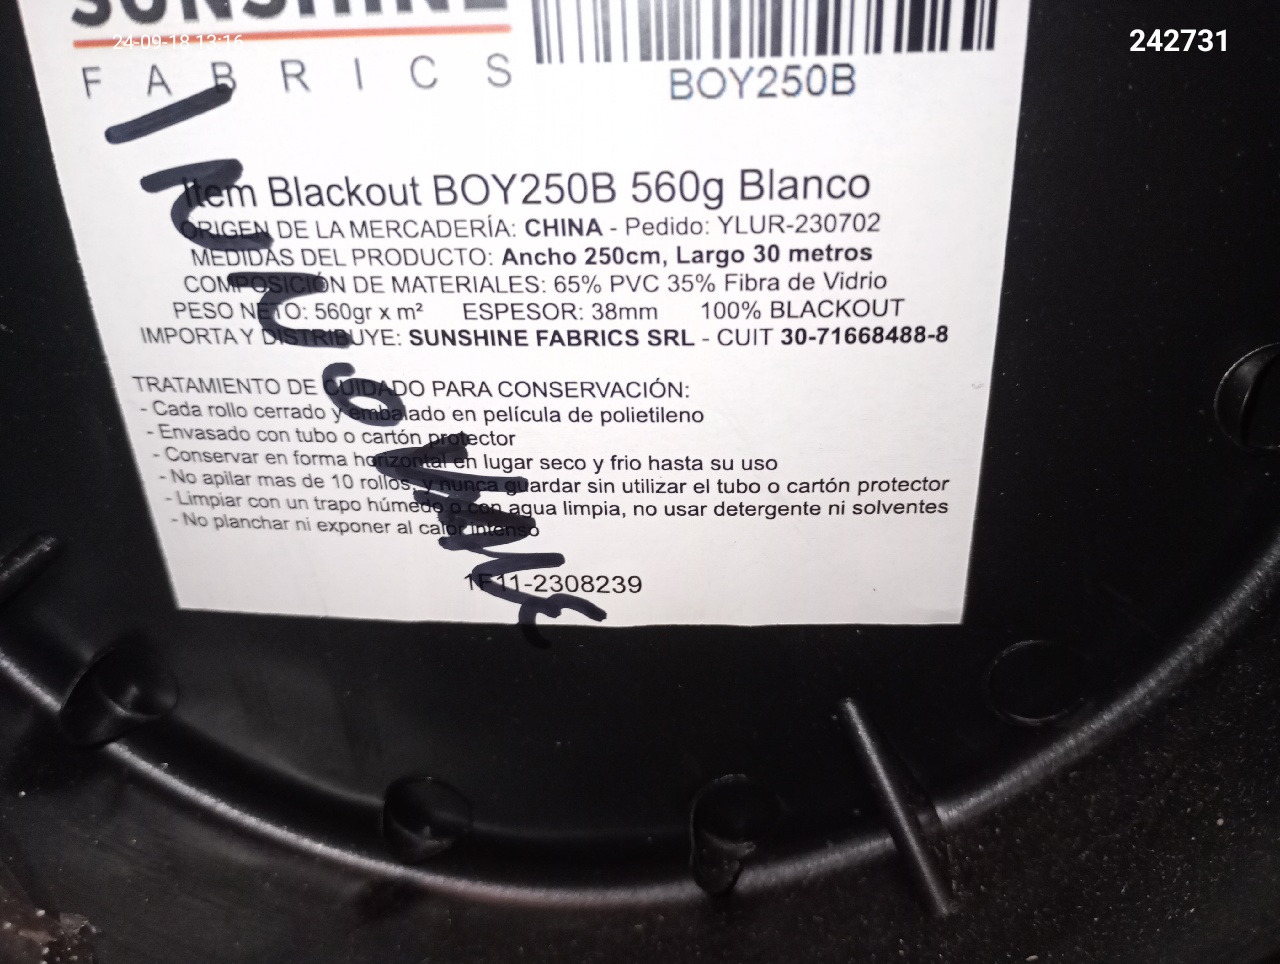 SUNSHINE
24-09-18 13:16
242731
F A B R I C S
BOY250B
Item Blackout BOY250B 560g Blanco
ORIGEN DE LA MERCADERÍA: CHINA - Pedido: YLUR-230702
MEDIDAS DEL PRODUCTO: Ancho 250cm, Largo 30 metros
COMPOSICIÓN DE MATERIALES: 65% PVC 35% Fibra de Vidrio
PESO NETO: 560gr x m² ESPESOR: 38mm 100% BLACKOUT
IMPORTA Y DISTRIBUYE: SUNSHINE FABRICS SRL - CUIT 30-71668488-8
TRATAMIENTO DE CUIDADO PARA CONSERVACIÓN:
- Cada rollo cerrado y embalado en película de polietileno
- Envasado con tubo o cartón protector
- Conservar en forma horizontal en lugar seco y frio hasta su uso
- No apilar mas de 10 rollos, y nunca guardar sin utilizar el tubo o cartón protector
- Limpiar con un trapo húmedo o con agua limpia, no usar detergente ni solventes
- No planchar ni exponer al calor intenso
1F11-2308239